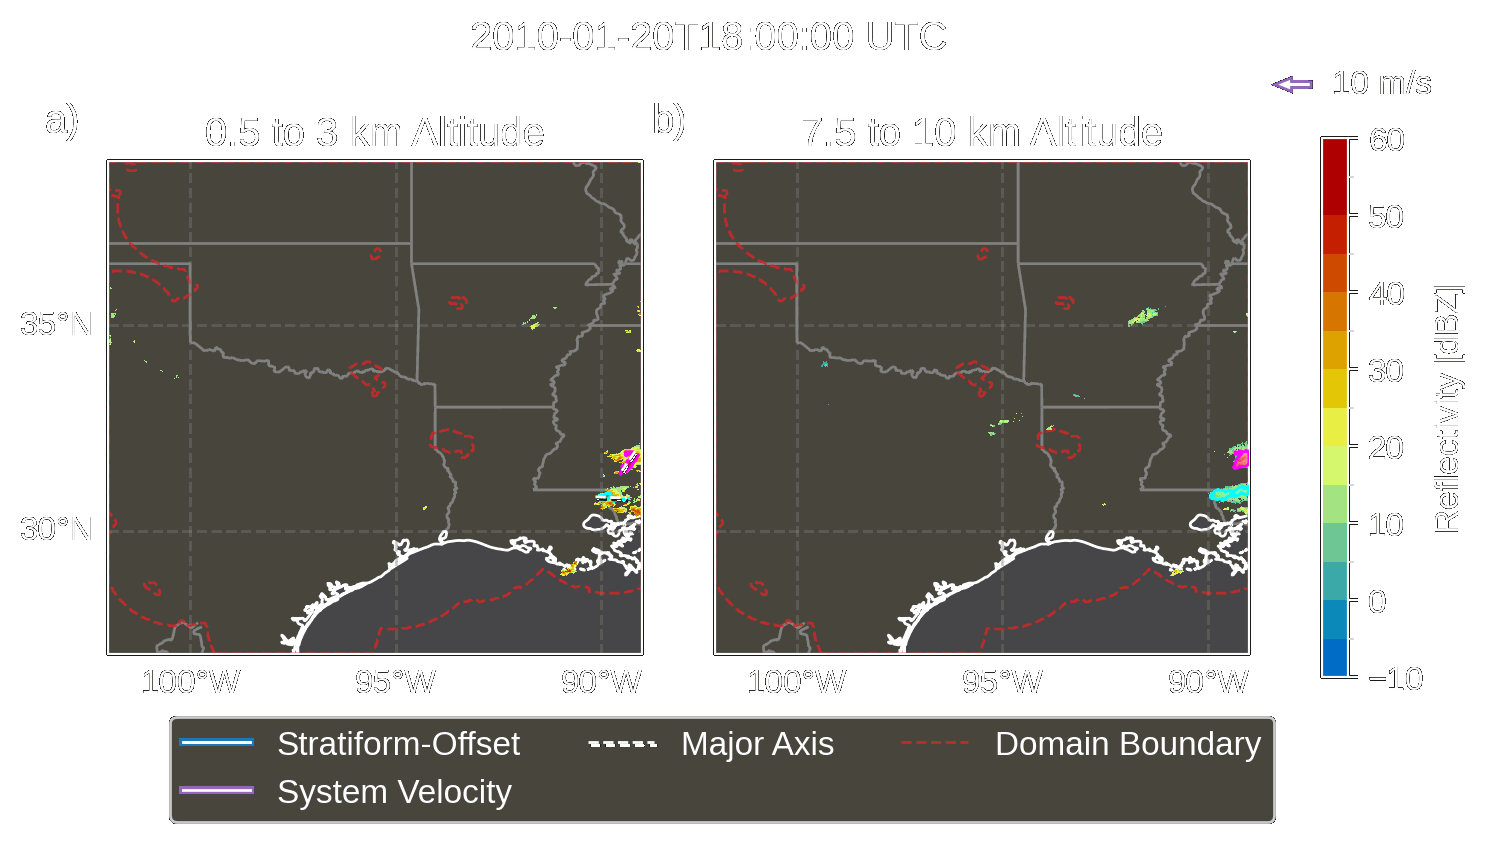 2010-01-20T18:00:00 UTC
10 m/s
a)
0.5 to 3 km Altitude
b)
7.5 to 10 km Altitude
35°N
30°N
100°W
95°W
90°W
100°W
95°W
90°W
60
50
40
30
20
10
0
−10
Reflectivity [dBZ]
Stratiform-Offset
Major Axis
Domain Boundary
System Velocity